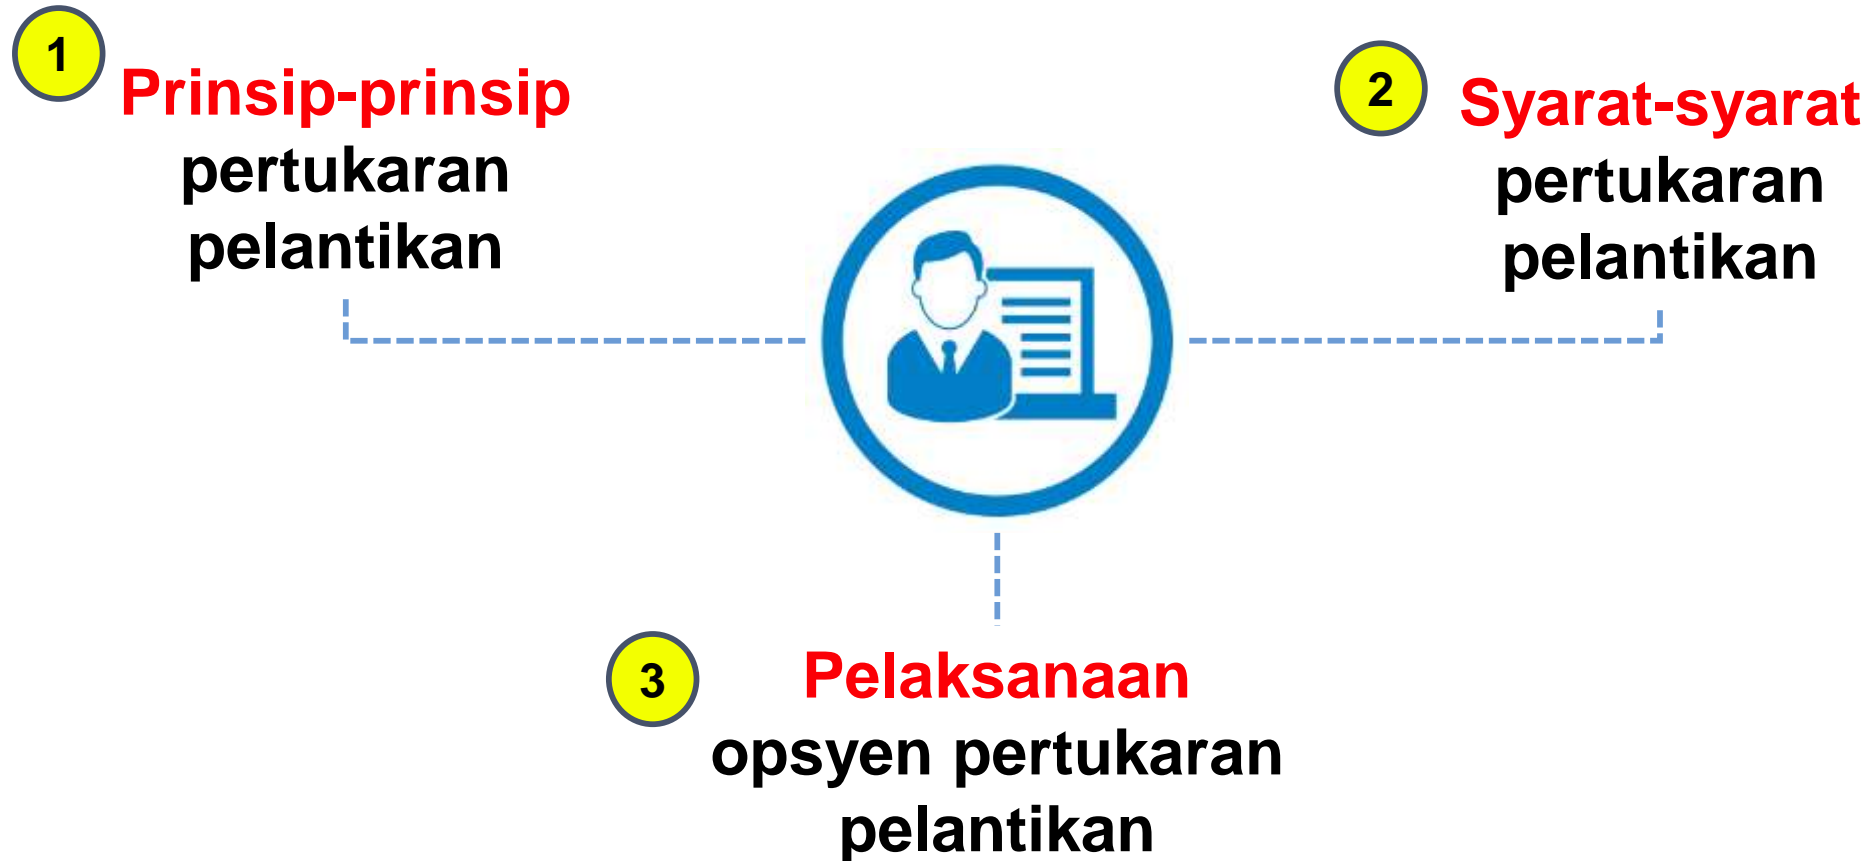 1
Prinsip-prinsip
pertukaran
pelantikan
2
Syarat-syarat
pertukaran
pelantikan
3
Pelaksanaan
opsyen pertukaran
pelantikan